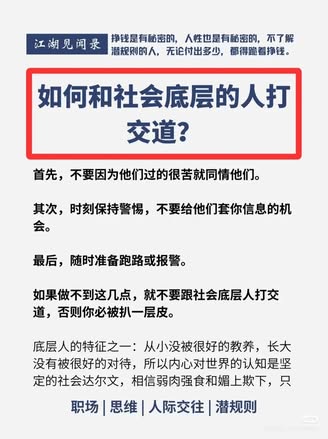 江湖见闻录
挣钱是有秘密的，人性也是有秘密的，不了解
潜规则的人，无论付出多少，都得跪着挣钱。
如何和社会底层的人打
交道？
首先，不要因为他们过的很苦就同情他们。
其次，时刻保持警惕，不要给他们套你信息的机
会。
最后，随时准备跑路或报警。
如果做不到这几点，就不要跟社会底层人打交
道，否则你必被扒一层皮。
底层人的特征之一：从小没被很好的教养，长大
没有被很好的对待，所以内心对世界的认知是坚
定的社会达尔文，相信弱肉强食和媚上欺下，只
职场 | 思维 | 人际交往 | 潜规则